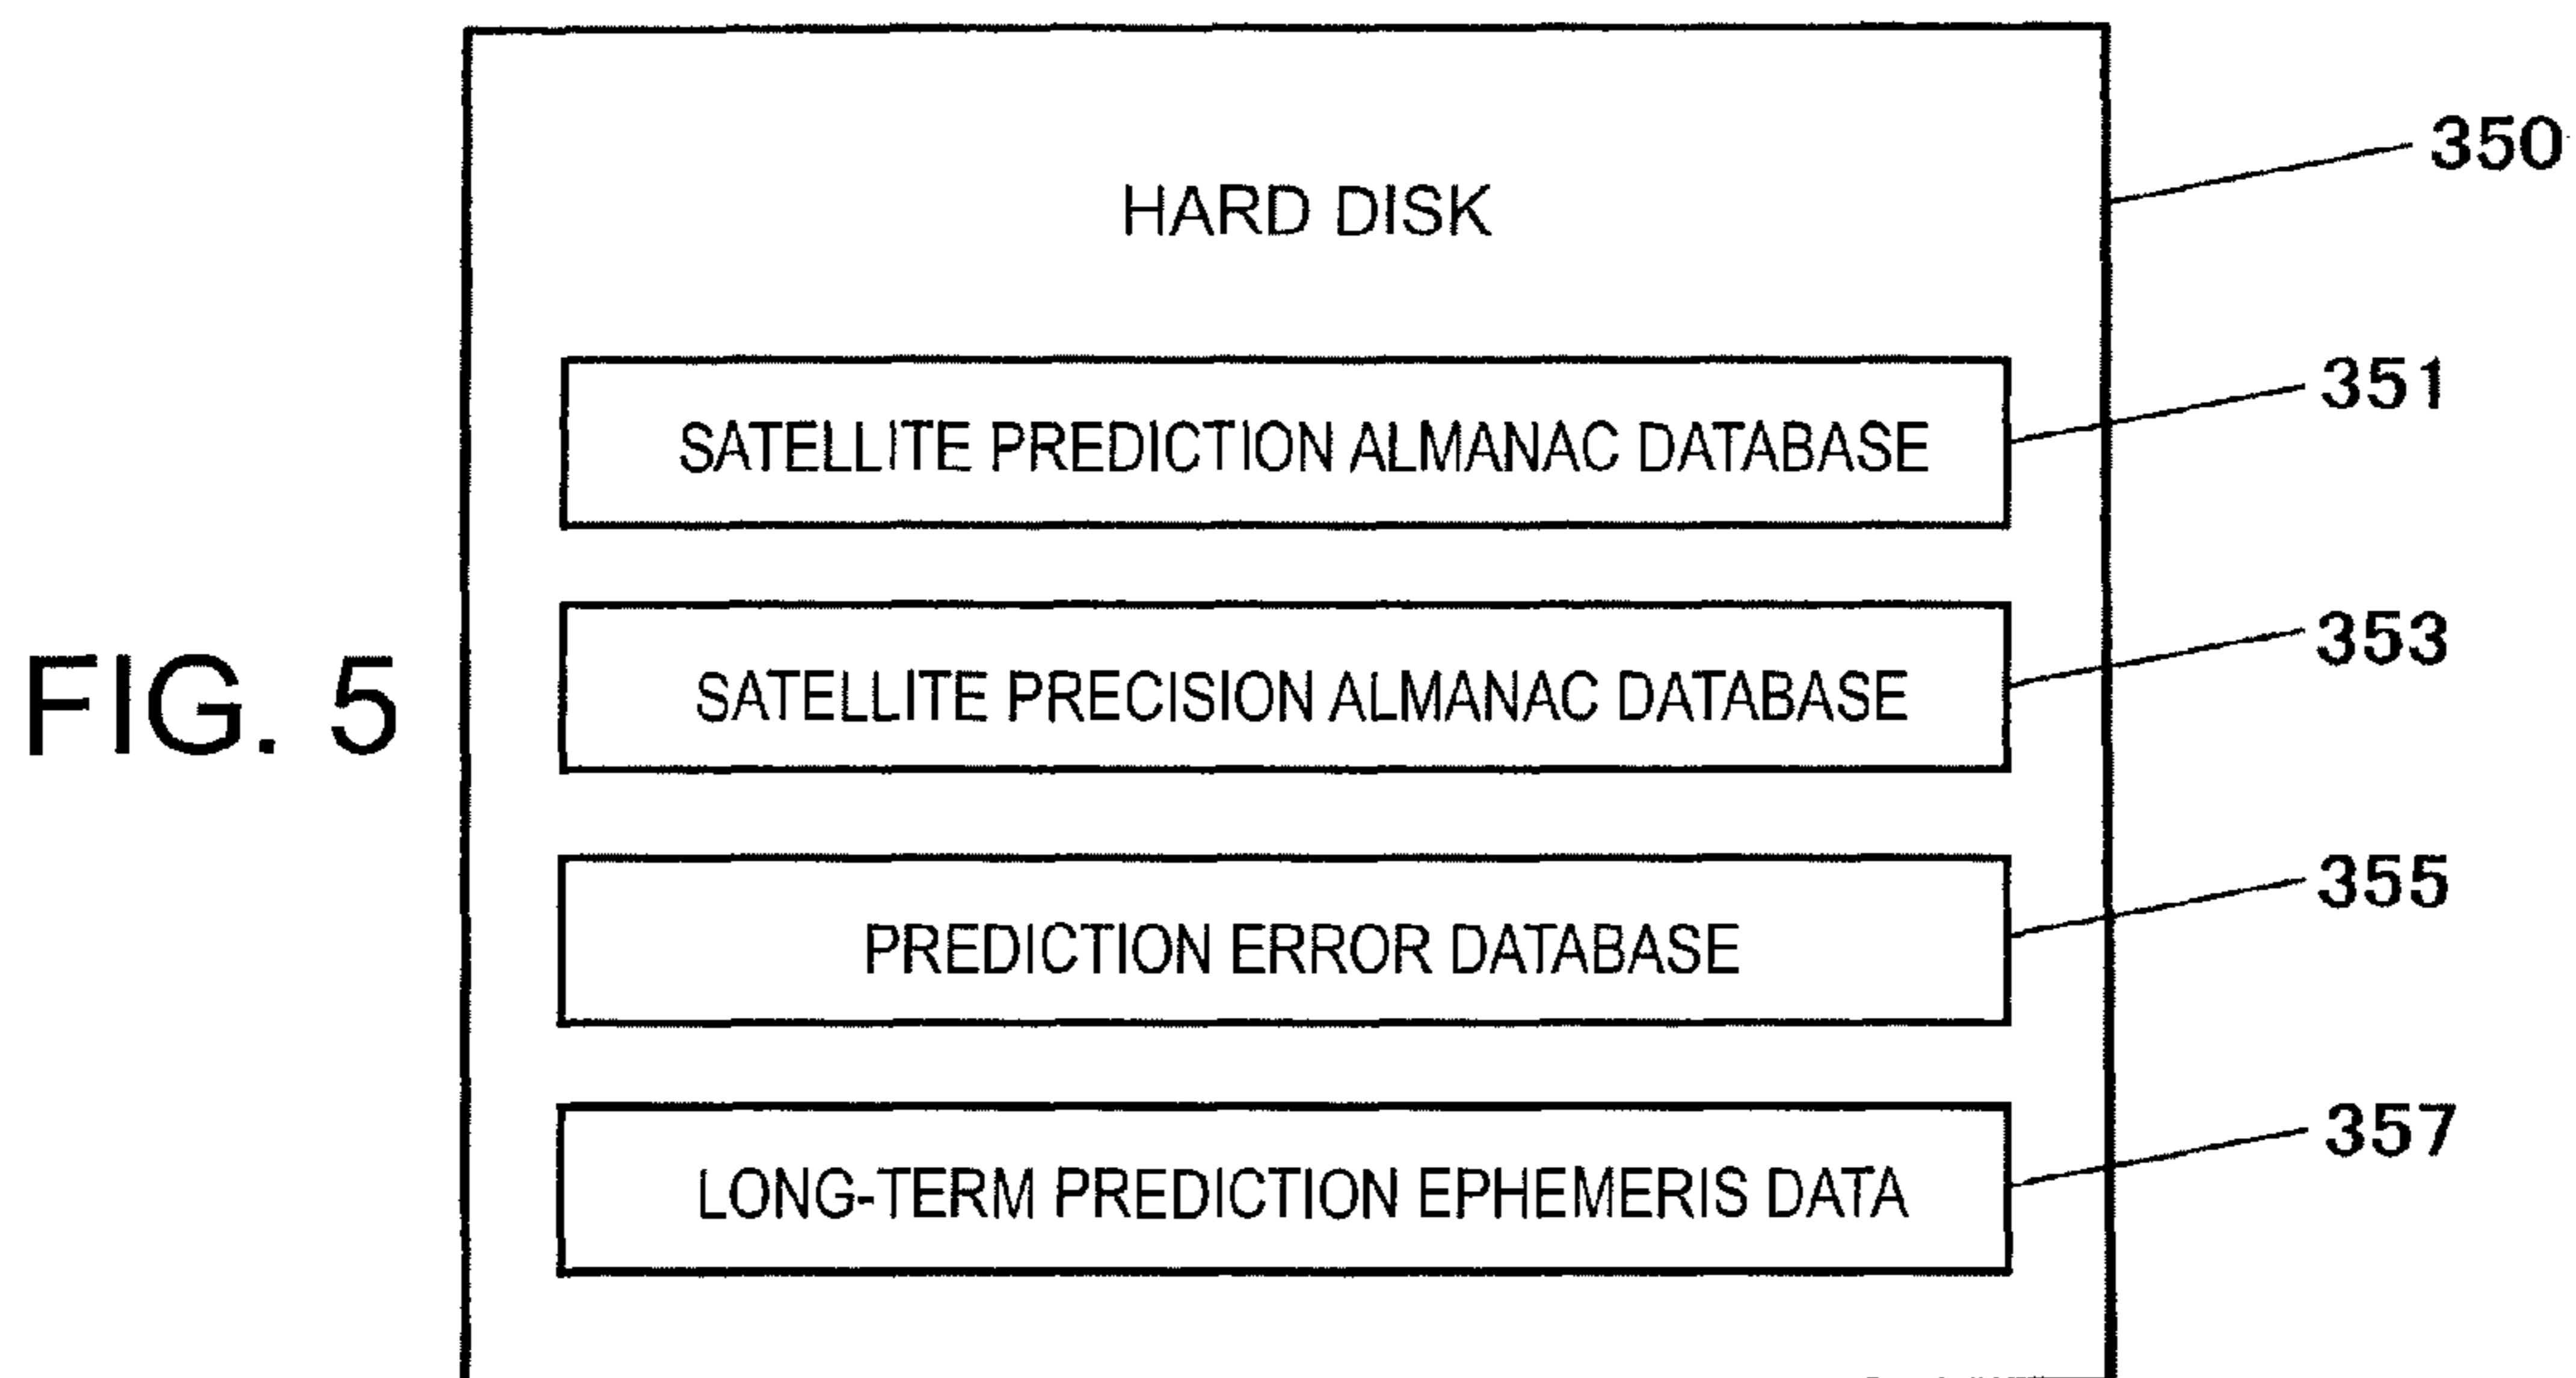 350
HARD DISK
351
SATELLITE PREDICTION ALMANAC DATABASE
353
SATELLITE PRECISION ALMANAC DATABASE
FIG. 5
355
PREDICTION ERROR DATABASE
357
LONG-TERM PREDICTION EPHEMERIS DATA